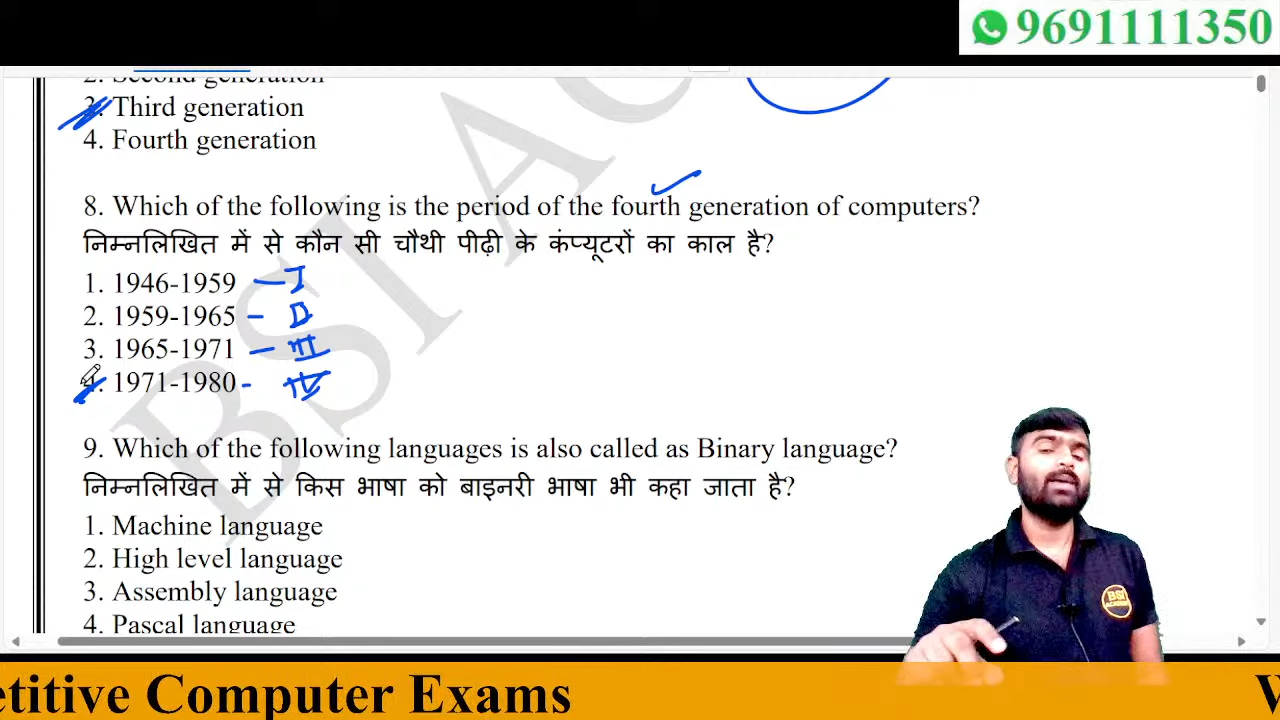 9691111350
2. Second generation
3. Third generation
4. Fourth generation
8. Which of the following is the period of the fourth generation of computers?
निम्नलिखित में से कौन सी चौथी पीढ़ी के कंप्यूटरों का काल है?
1. 1946-1959 - I
2. 1959-1965 - II
3. 1965-1971 - III
4. 1971-1980 - IV
9. Which of the following languages is also called as Binary language?
निम्नलिखित में से किस भाषा को बाइनरी भाषा भी कहा जाता है?
1. Machine language
2. High level language
3. Assembly language
4. Pascal language
BSI AC
BSI
etitive Computer Exams W